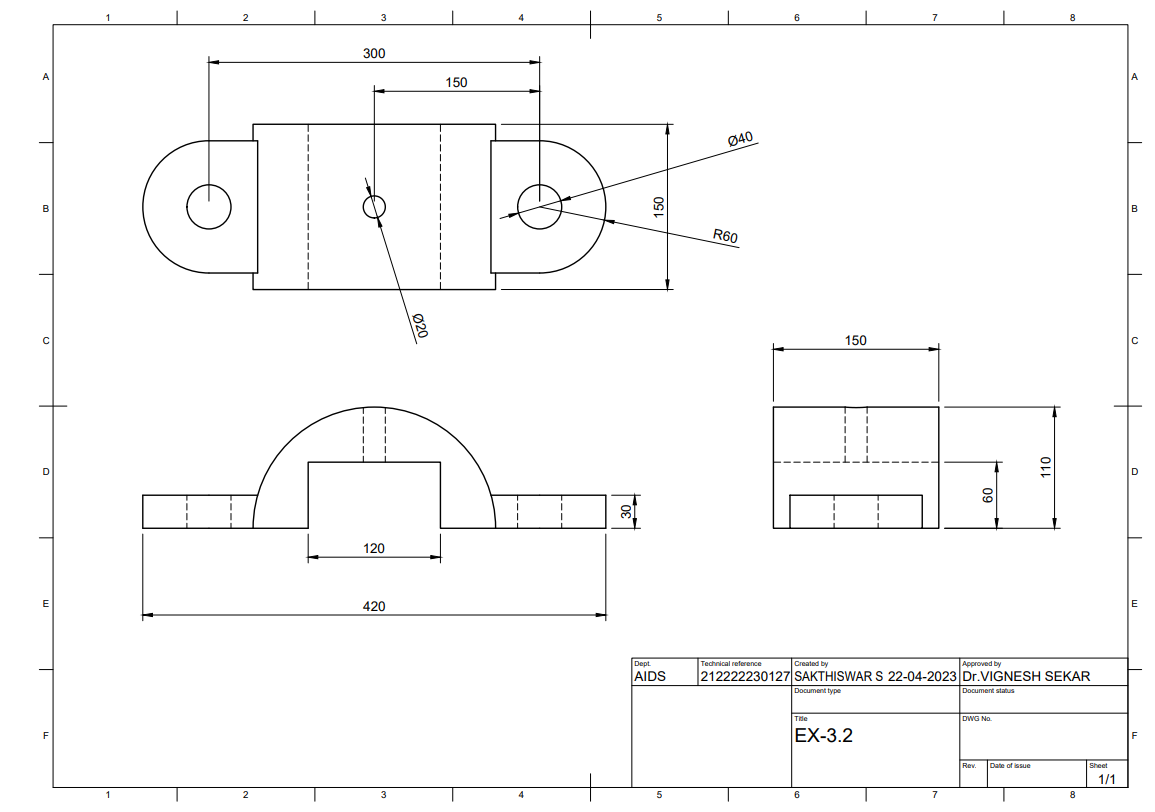 1 2 3 4 5 6 7 8
A A
300
150
Ø40
B 150 B
R60
Ø20
C 150 C
D 110 D
60
30
120
E E
420
Dept. Technical reference Created by Approved by
AIDS 212222230127 SAKTHISWAR S 22-04-2023 Dr.VIGNESH SEKAR
Document type Document status
Title DWG No.
F EX-3.2 F
Rev. Date of issue Sheet
1/1
1 2 3 4 5 6 7 8